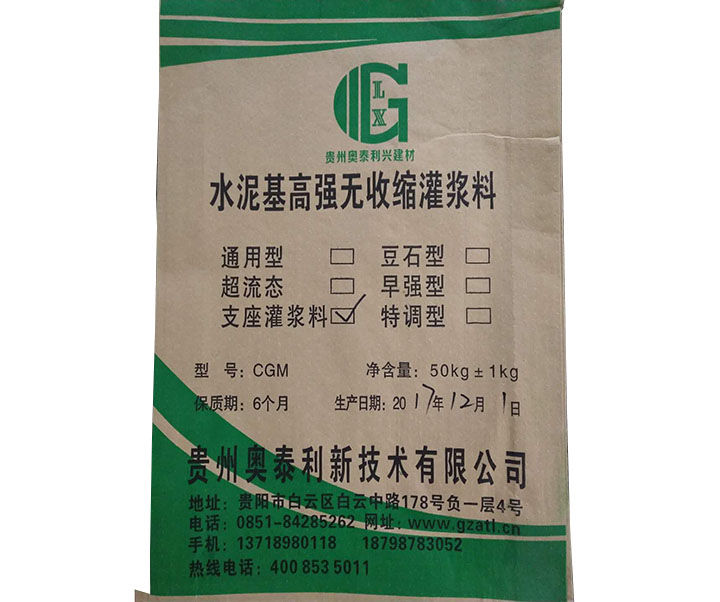 LX
贵州奥泰利兴建材
水泥基高强无收缩灌浆料
通用型 □ 豆石型 □
超流态 □ 早强型 □
支座灌浆料 ☑ 特调型 □
型 号：CGM 净含量：50kg±1kg
保质期：6个月 生产日期：2017年12月1日
贵州奥泰利新技术有限公司
地址：贵阳市白云区白云中路178号负一层4号
电话：0851-84285262 网址：www.gzatl.cn
手机：13718980118 18798783052
热线电话：400 853 5011